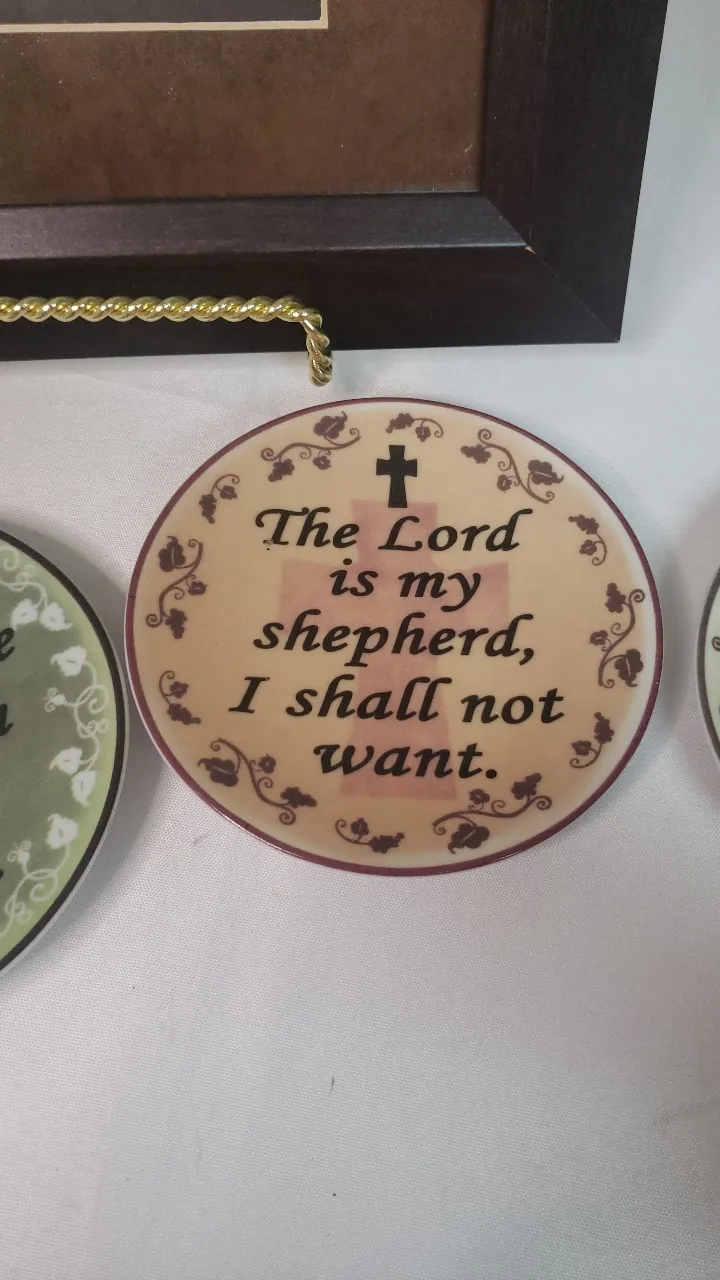 The Lord
is my
shepherd,
I shall not
want.